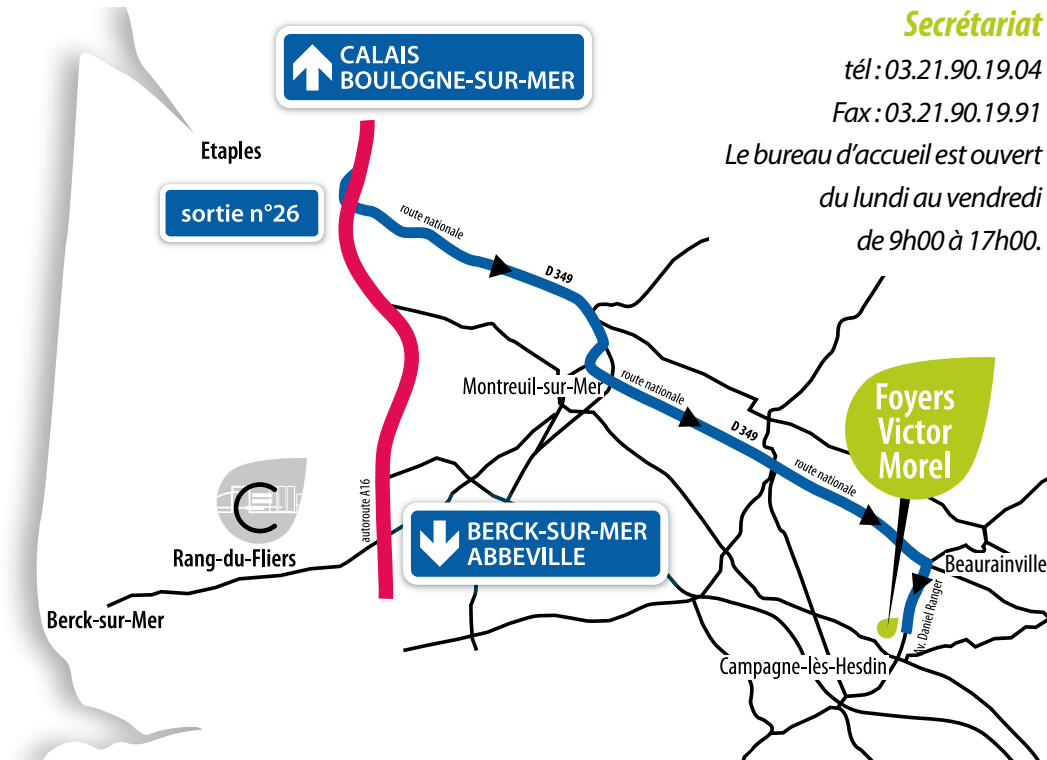 Secrétariat
tél : 03.21.90.19.04
Fax : 03.21.90.19.91
Le bureau d’accueil est ouvert
du lundi au vendredi
de 9h00 à 17h00.
CALAIS
BOULOGNE-SUR-MER
Etaples
sortie n°26
route nationale
D 349
Montreuil-sur-Mer
route nationale
D 349
route nationale
Foyers
Victor
Morel
autoroute A16
Rang-du-Fliers
BERCK-SUR-MER
ABBEVILLE
Beaurainville
Berck-sur-Mer
Av. Daniel Ranger
Campagne-lès-Hesdin